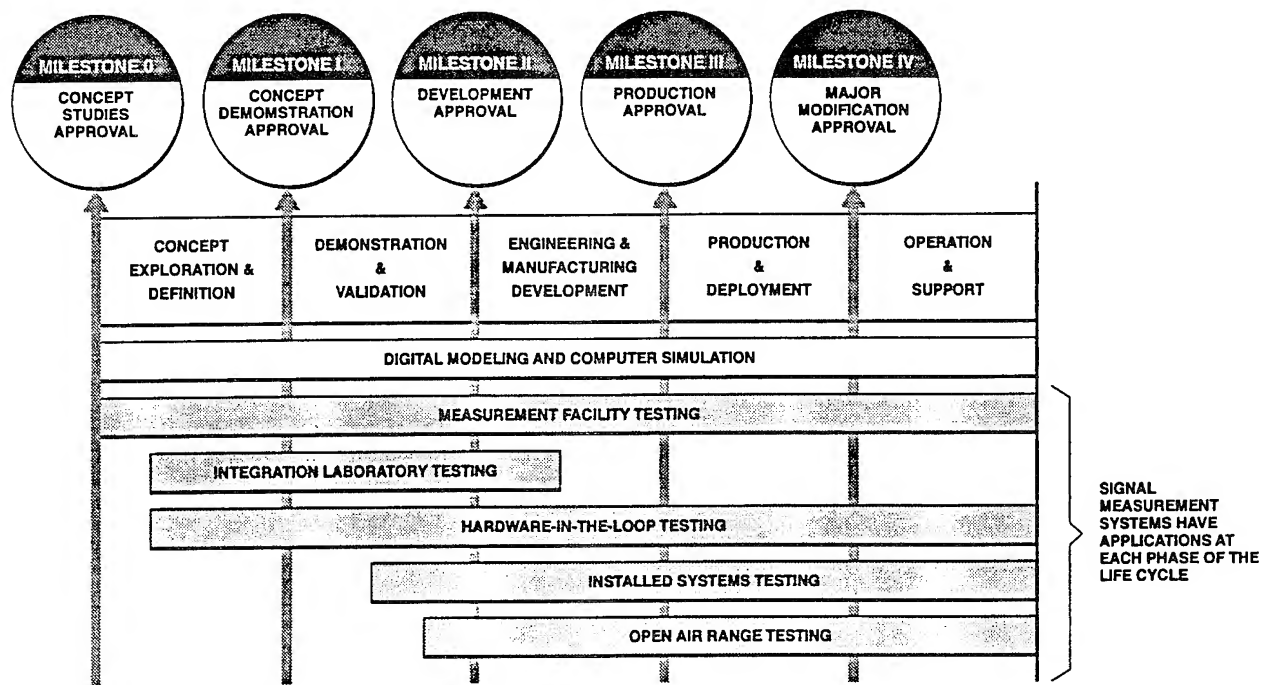 MILESTONE 0
CONCEPT
STUDIES
APPROVAL
MILESTONE I
CONCEPT
DEMOMSTRATION
APPROVAL
MILESTONE II
DEVELOPMENT
APPROVAL
MILESTONE III
PRODUCTION
APPROVAL
MILESTONE IV
MAJOR
MODIFICATION
APPROVAL
CONCEPT
EXPLORATION &
DEFINITION
DEMONSTRATION
&
VALIDATION
ENGINEERING &
MANUFACTURING
DEVELOPMENT
PRODUCTION
&
DEPLOYMENT
OPERATION
&
SUPPORT
DIGITAL MODELING AND COMPUTER SIMULATION
MEASUREMENT FACILITY TESTING
INTEGRATION LABORATORY TESTING
HARDWARE-IN-THE-LOOP TESTING
INSTALLED SYSTEMS TESTING
OPEN AIR RANGE TESTING
SIGNAL
MEASUREMENT
SYSTEMS HAVE
APPLICATIONS AT
EACH PHASE OF THE
LIFE CYCLE